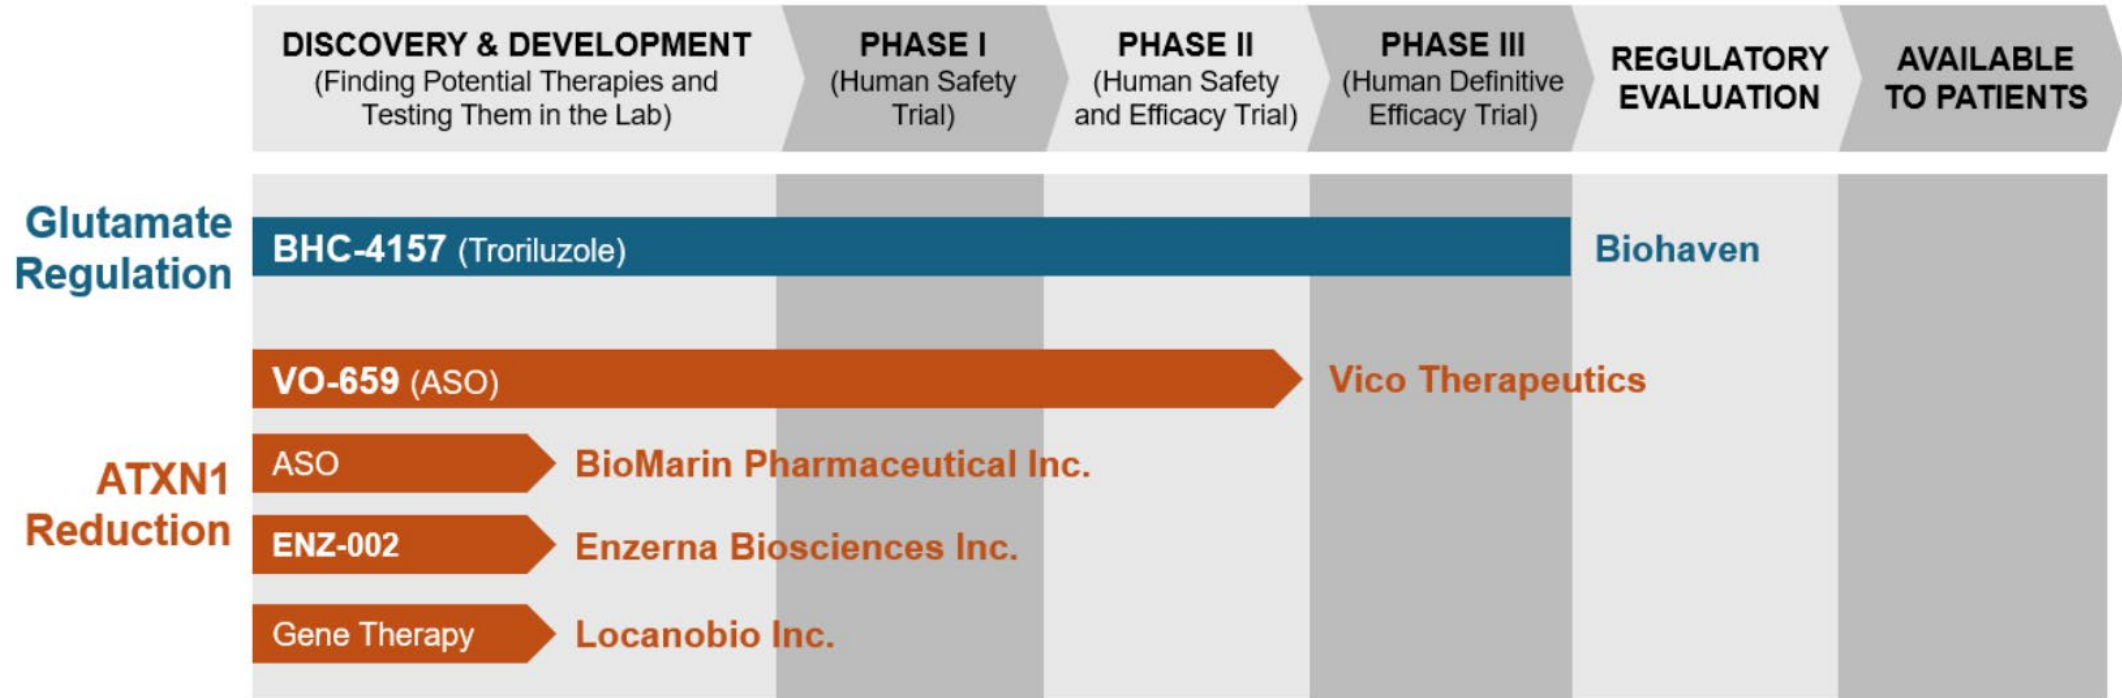 DISCOVERY & DEVELOPMENT
(Finding Potential Therapies and
Testing Them in the Lab)
PHASE I
(Human Safety
Trial)
PHASE II
(Human Safety
and Efficacy Trial)
PHASE III
(Human Definitive
Efficacy Trial)
REGULATORY
EVALUATION
AVAILABLE
TO PATIENTS
Glutamate
Regulation
BHC-4157 (Troriluzole)
Biohaven
ATXN1
Reduction
VO-659 (ASO)
Vico Therapeutics
ASO
BioMarin Pharmaceutical Inc.
ENZ-002
Enzerna Biosciences Inc.
Gene Therapy
Locanobio Inc.